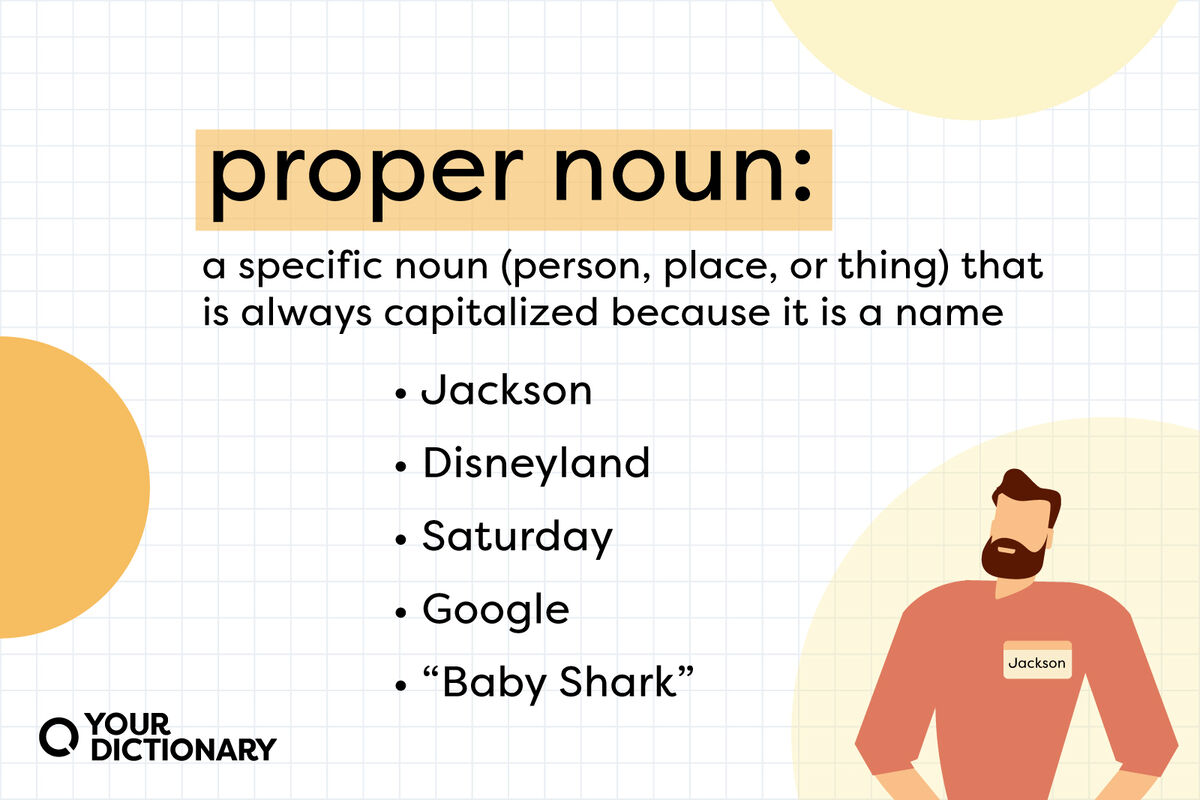 proper noun:
a specific noun (person, place, or thing) that
is always capitalized because it is a name
• Jackson
• Disneyland
• Saturday
• Google
• “Baby Shark”
Jackson
YOUR
DICTIONARY